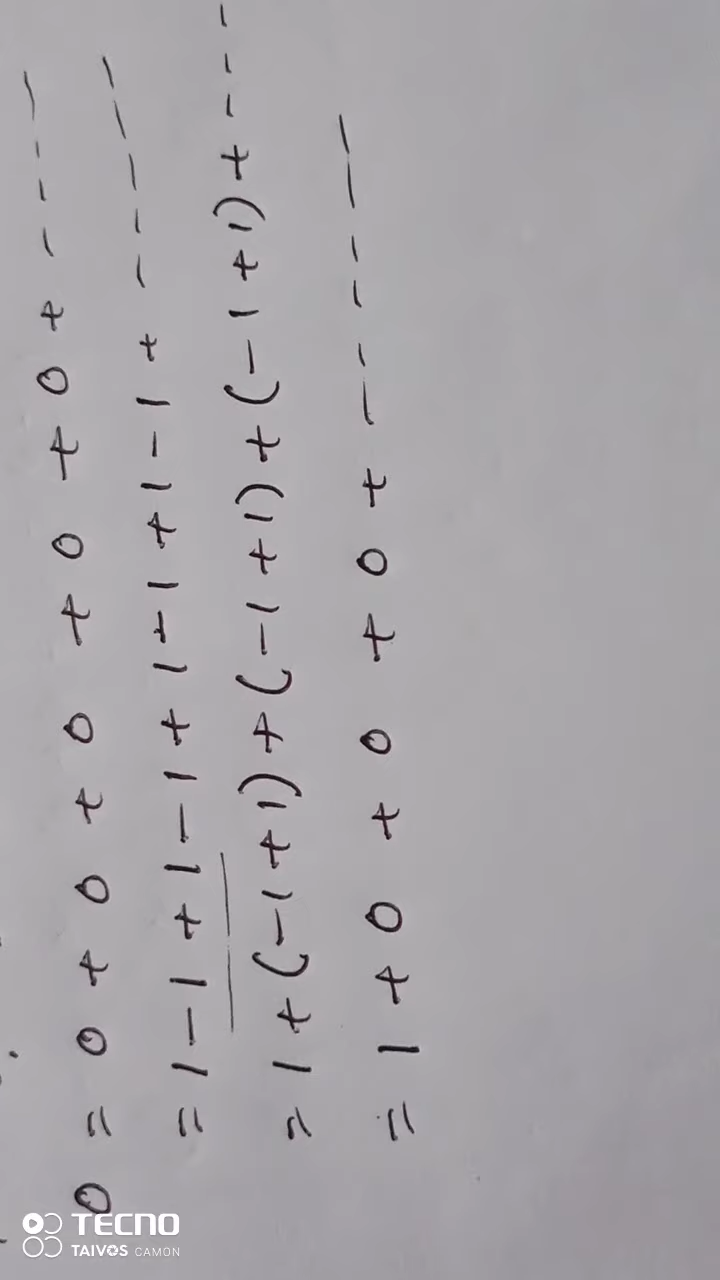 0 = 0 + 0 + 0 + 0 + 0 + - - - -
= 1 - 1 + 1 - 1 + 1 - 1 + 1 - 1 + - - - - -
= 1 + (-1 + 1) + (-1 + 1) + (-1 + 1) + - - -
= 1 + 0 + 0 + 0 + - - - - - -
TECNO
TAIVOS CAMON